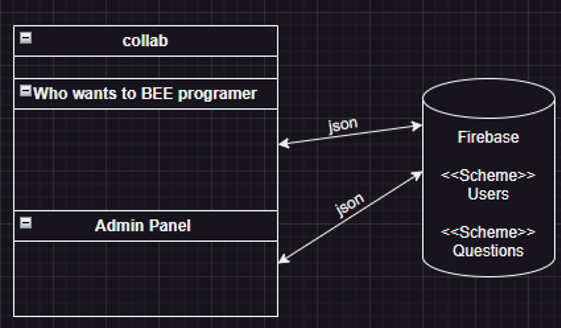 collab
Who wants to BEE programer
json
Firebase
<<Scheme>>
Users
json
Admin Panel
<<Scheme>>
Questions